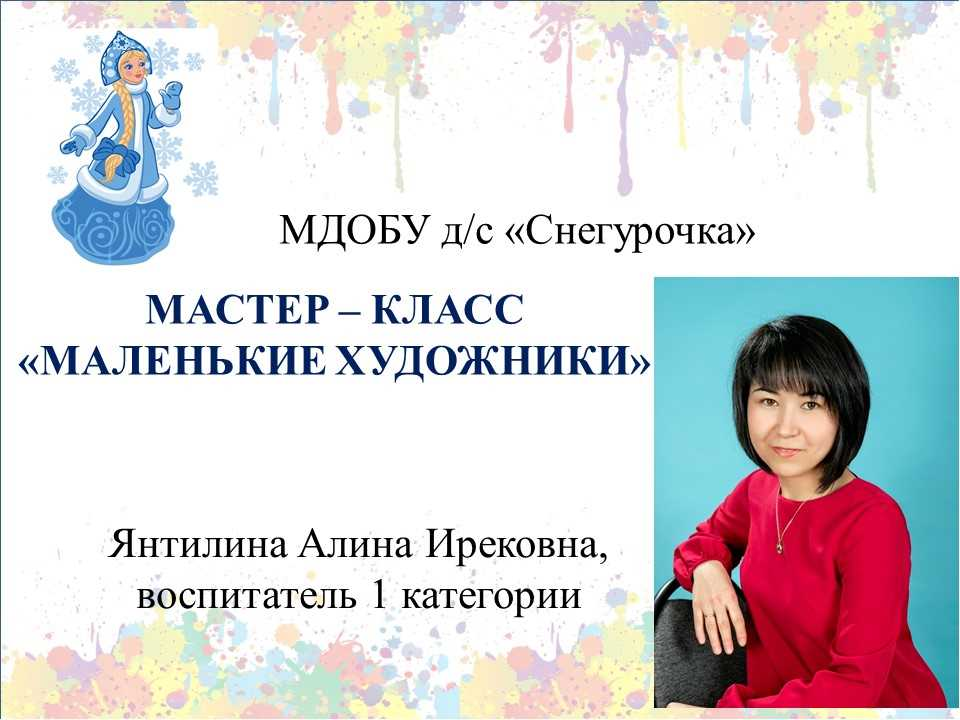 МДОБУ д/с «Снегурочка»
МАСТЕР – КЛАСС
«МАЛЕНЬКИЕ ХУДОЖНИКИ»
Янтилина Алина Ирековна,
воспитатель 1 категории